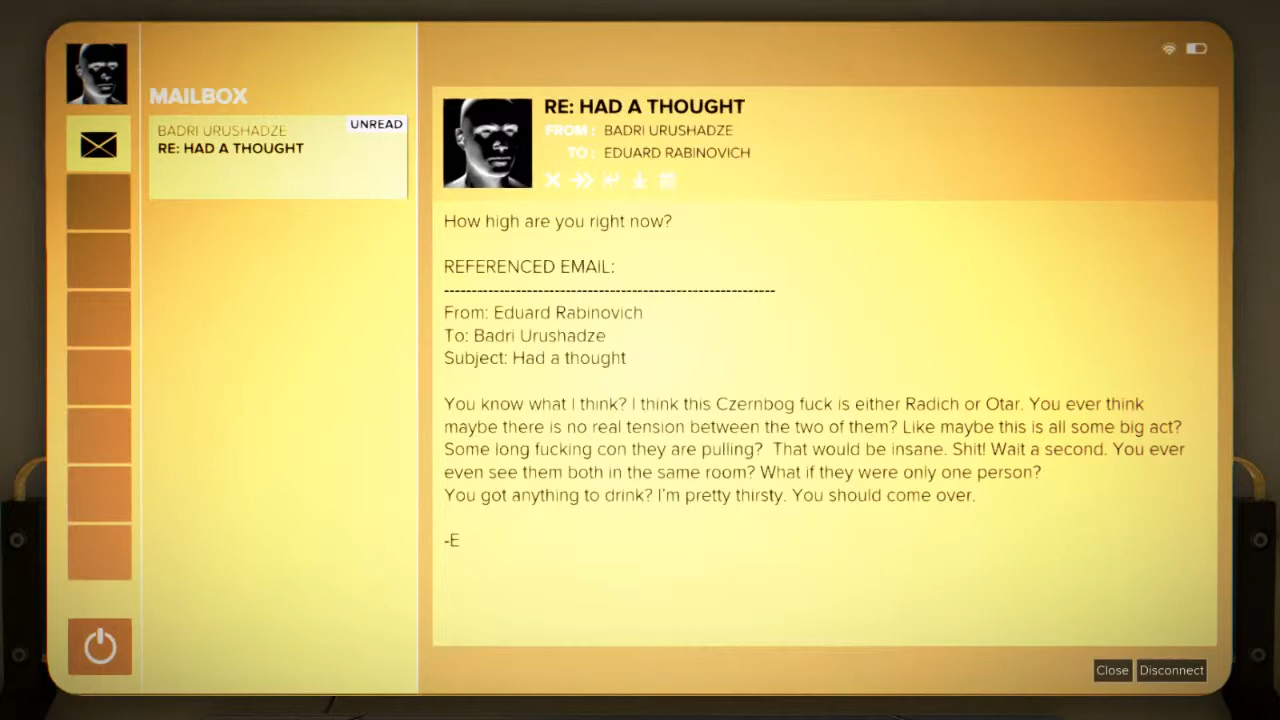 MAILBOX
BADRI URUSHADZE
UNREAD
RE: HAD A THOUGHT
RE: HAD A THOUGHT
FROM : BADRI URUSHADZE
TO : EDUARD RABINOVICH
How high are you right now?
REFERENCED EMAIL:
------------------------------------------------------------
From: Eduard Rabinovich
To: Badri Urushadze
Subject: Had a thought
You know what I think? I think this Czernbog fuck is either Radich or Otar. You ever think
maybe there is no real tension between the two of them? Like maybe this is all some big act?
Some long fucking con they are pulling?  That would be insane. Shit! Wait a second. You ever
even see them both in the same room? What if they were only one person?
You got anything to drink? I'm pretty thirsty. You should come over.
-E
Close
Disconnect